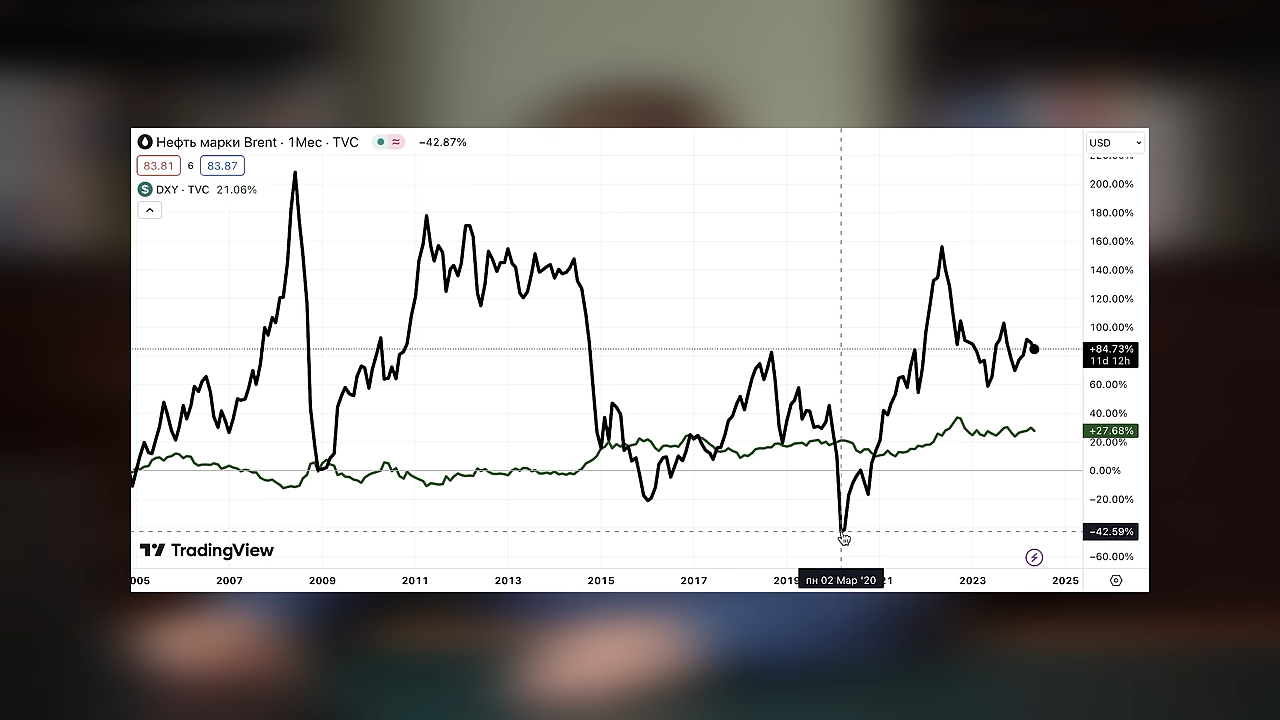 Нефть марки Brent · 1Мес · TVC ≈ −42.87%
83.81 6 83.87
DXY · TVC 21.06%
USD
200.00%
180.00%
160.00%
140.00%
120.00%
100.00%
+84.73%
11d 12h
60.00%
40.00%
+27.68%
20.00%
0.00%
−20.00%
−42.59%
−60.00%
TradingView
005 2007 2009 2011 2013 2015 2017 2019 пн 02 Мар '20 21 2023 2025